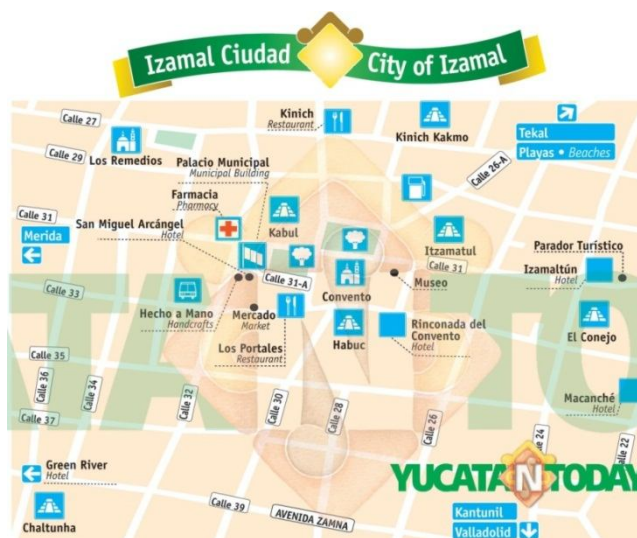 Izamal Ciudad
City of Izamal
Calle 27
Kinich
Restaurant
Kinich Kakmo
Tekal
Playas • Beaches
Calle 29
Los Remedios
Palacio Municipal
Municipal Building
Calle 26-A
Farmacia
Pharmacy
Calle 31
Merida
San Miguel Arcángel
Hotel
Kabul
Itzamatul
Calle 31
Parador Turístico
Izamaltún
Hotel
Calle 31-A
Convento
Museo
Calle 33
Hecho a Mano
Handcrafts
Mercado
Market
Los Portales
Restaurant
Habuc
Rinconada del
Convento
Hotel
El Conejo
Calle 35
Calle 36
Calle 34
Calle 32
Calle 30
Calle 28
Calle 26
Calle 24
Calle 22
Macanché
Hotel
Calle 37
Green River
Hotel
YUCATAN TODAY
Chaltunha
Calle 39
AVENIDA ZAMNA
Kantunil
Valladolid